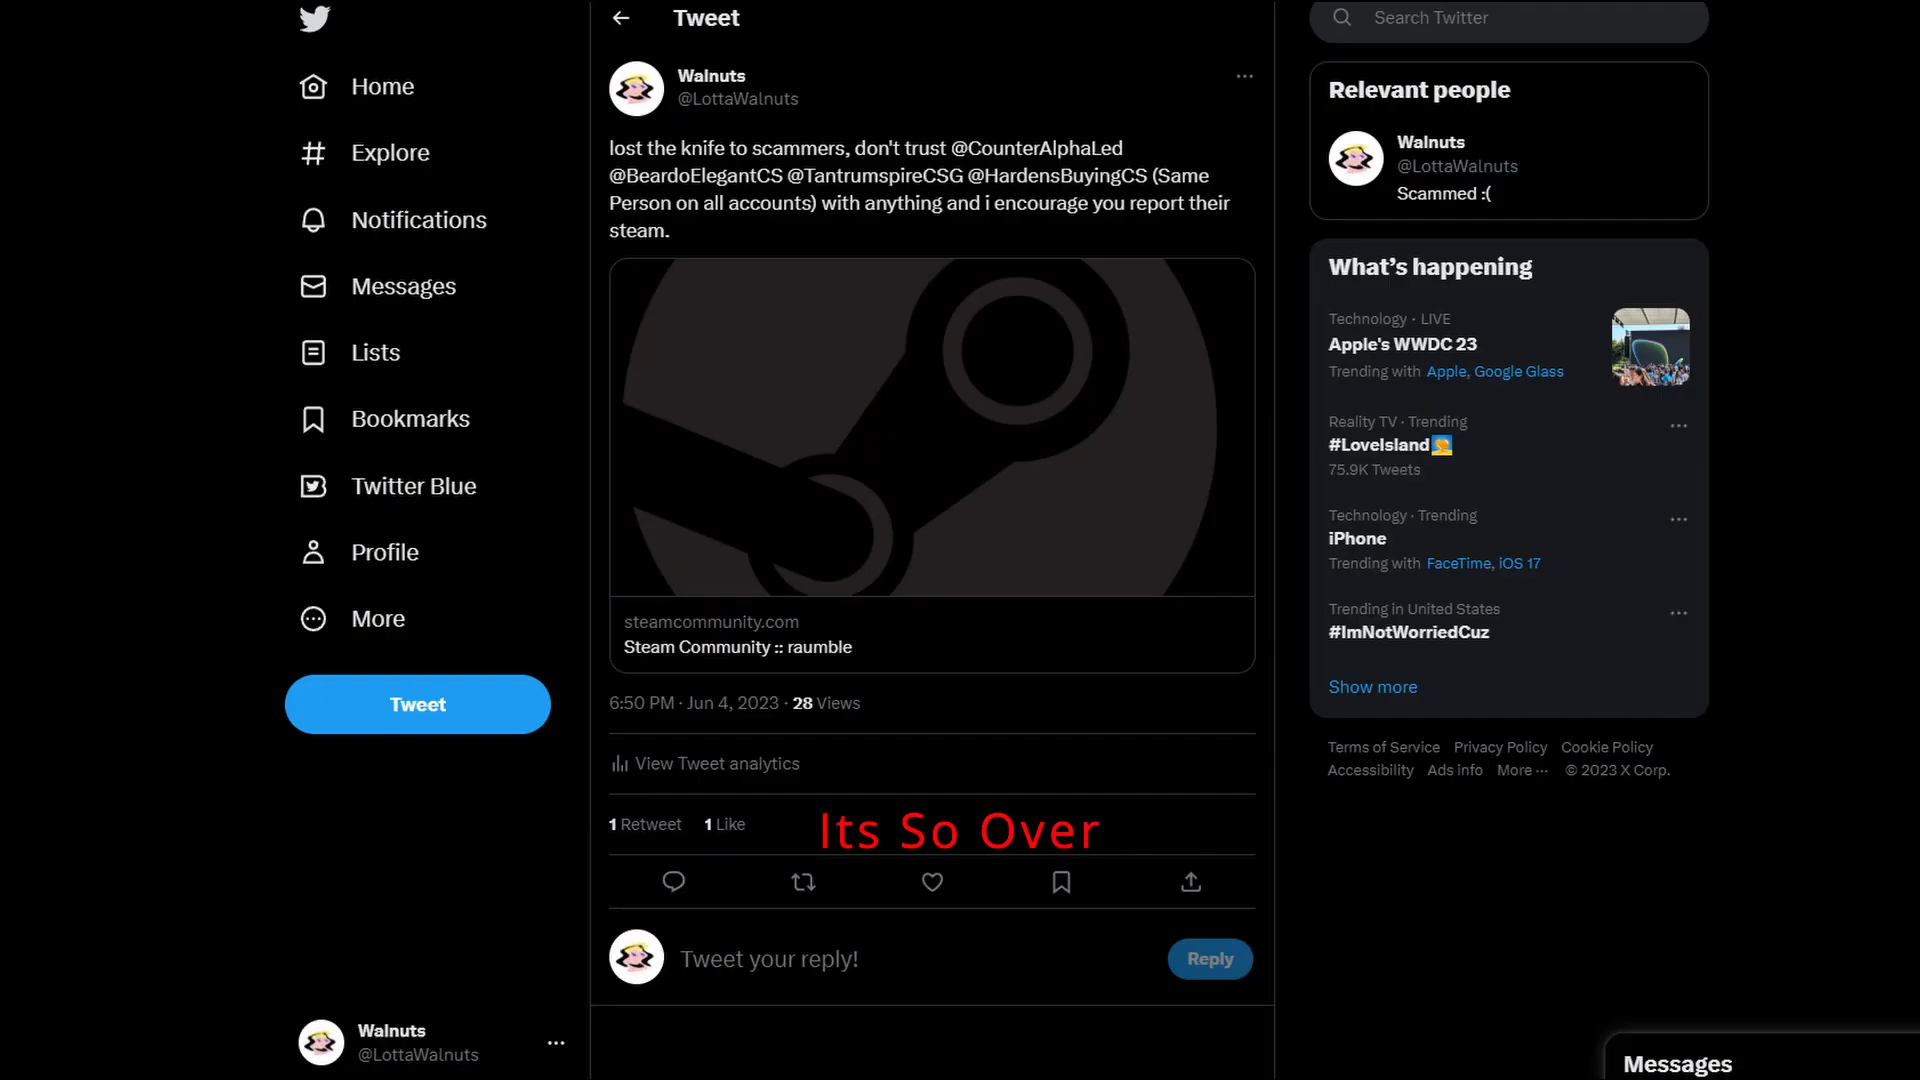 Home
Explore
Notifications
Messages
Lists
Bookmarks
Twitter Blue
Profile
More
Tweet
Walnuts
@LottaWalnuts
Tweet
Walnuts
@LottaWalnuts
lost the knife to scammers, don't trust @CounterAlphaLed
@BeardoElegantCS @TantrumspireCSG @HardensBuyingCS (Same
Person on all accounts) with anything and i encourage you report their
steam.
steamcommunity.com
Steam Community :: raumble
6:50 PM · Jun 4, 2023 · 28 Views
View Tweet analytics
1 Retweet 1 Like
Its So Over
Tweet your reply!
Reply
Search Twitter
Relevant people
Walnuts
@LottaWalnuts
Scammed :(
What's happening
Technology · LIVE
Apple's WWDC 23
Trending with Apple, Google Glass
Reality TV · Trending
#LoveIsland
75.9K Tweets
Technology · Trending
iPhone
Trending with FaceTime, iOS 17
Trending in United States
#ImNotWorriedCuz
Show more
Terms of Service Privacy Policy Cookie Policy
Accessibility Ads info More ··· © 2023 X Corp.
Messages